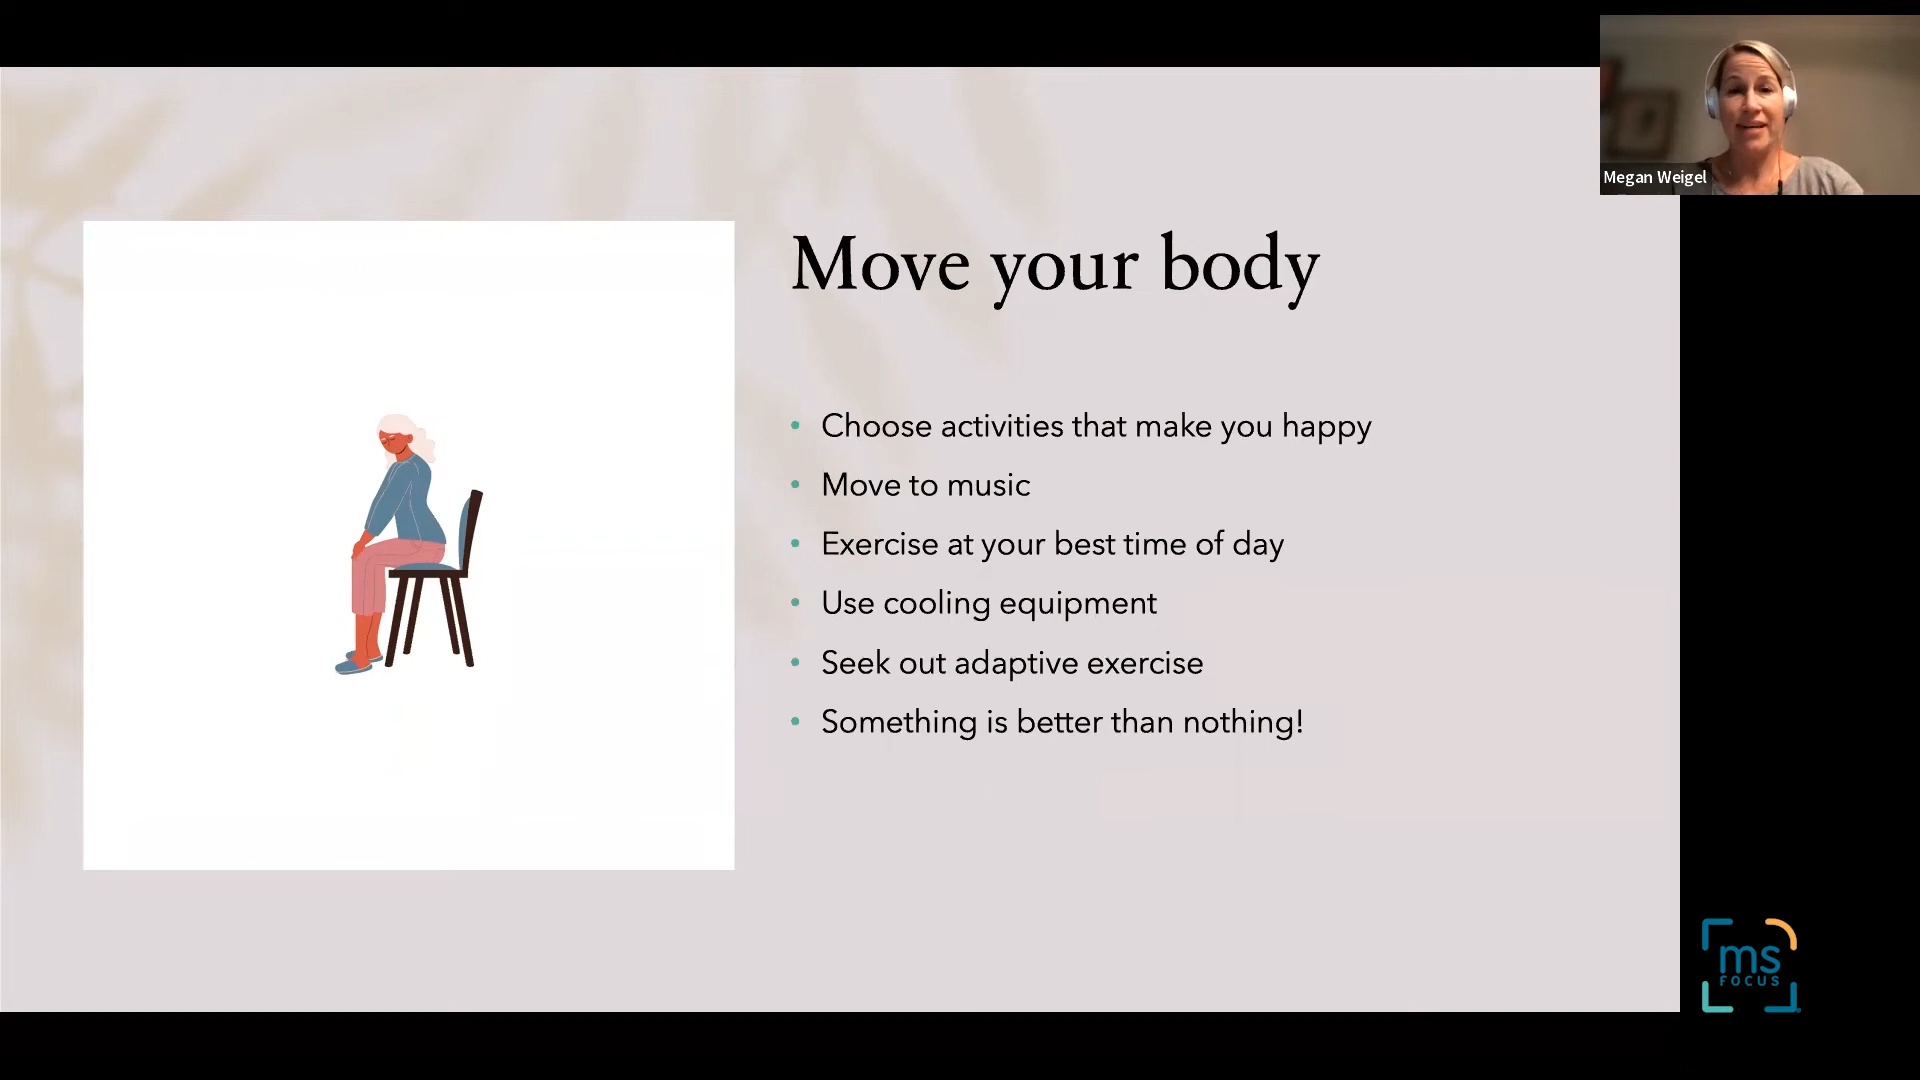 Megan Weigel
Move your body
• Choose activities that make you happy
• Move to music
• Exercise at your best time of day
• Use cooling equipment
• Seek out adaptive exercise
• Something is better than nothing!
ms
FOCUS